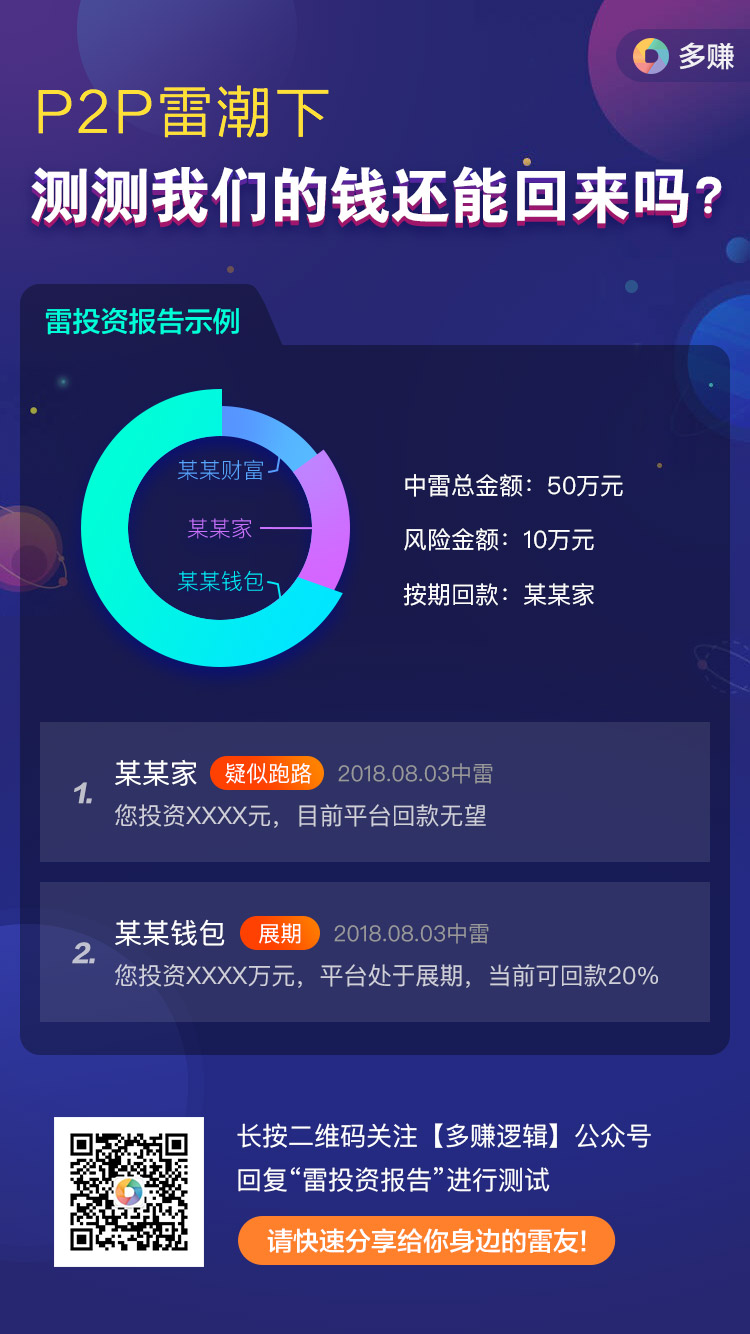 多赚
P2P雷潮下
测测我们的钱还能回来吗?
雷投资报告示例
某某财富
某某家
某某钱包
中雷总金额：50万元
风险金额：10万元
按期回款：某某家
1.
某某家 疑似跑路 2018.08.03中雷
您投资XXXX元，目前平台回款无望
2.
某某钱包 展期 2018.08.03中雷
您投资XXXX万元，平台处于展期，当前可回款20%
长按二维码关注【多赚逻辑】公众号
回复“雷投资报告”进行测试
请快速分享给你身边的雷友!